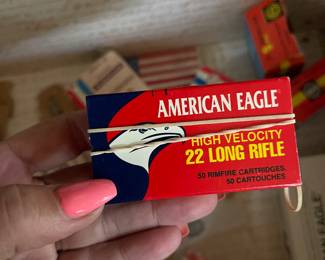 AMERICAN EAGLE®
HIGH VELOCITY
22 LONG RIFLE
50 RIMFIRE CARTRIDGES
50 CARTOUCHES